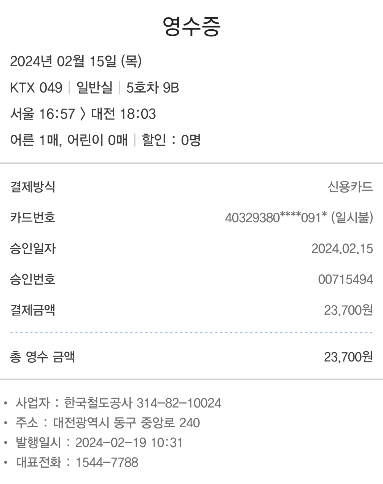 영수증
2024년 02월 15일 (목)
KTX 049 | 일반실 | 5호차 9B
서울 16:57 > 대전 18:03
어른 1매, 어린이 0매 | 할인 : 0명
결제방식 신용카드
카드번호 40329380****091* (일시불)
승인일자 2024.02.15
승인번호 00715494
결제금액 23,700원
총 영수 금액 23,700원
• 사업자 : 한국철도공사 314-82-10024
• 주소 : 대전광역시 동구 중앙로 240
• 발행일시 : 2024-02-19 10:31
• 대표전화 : 1544-7788